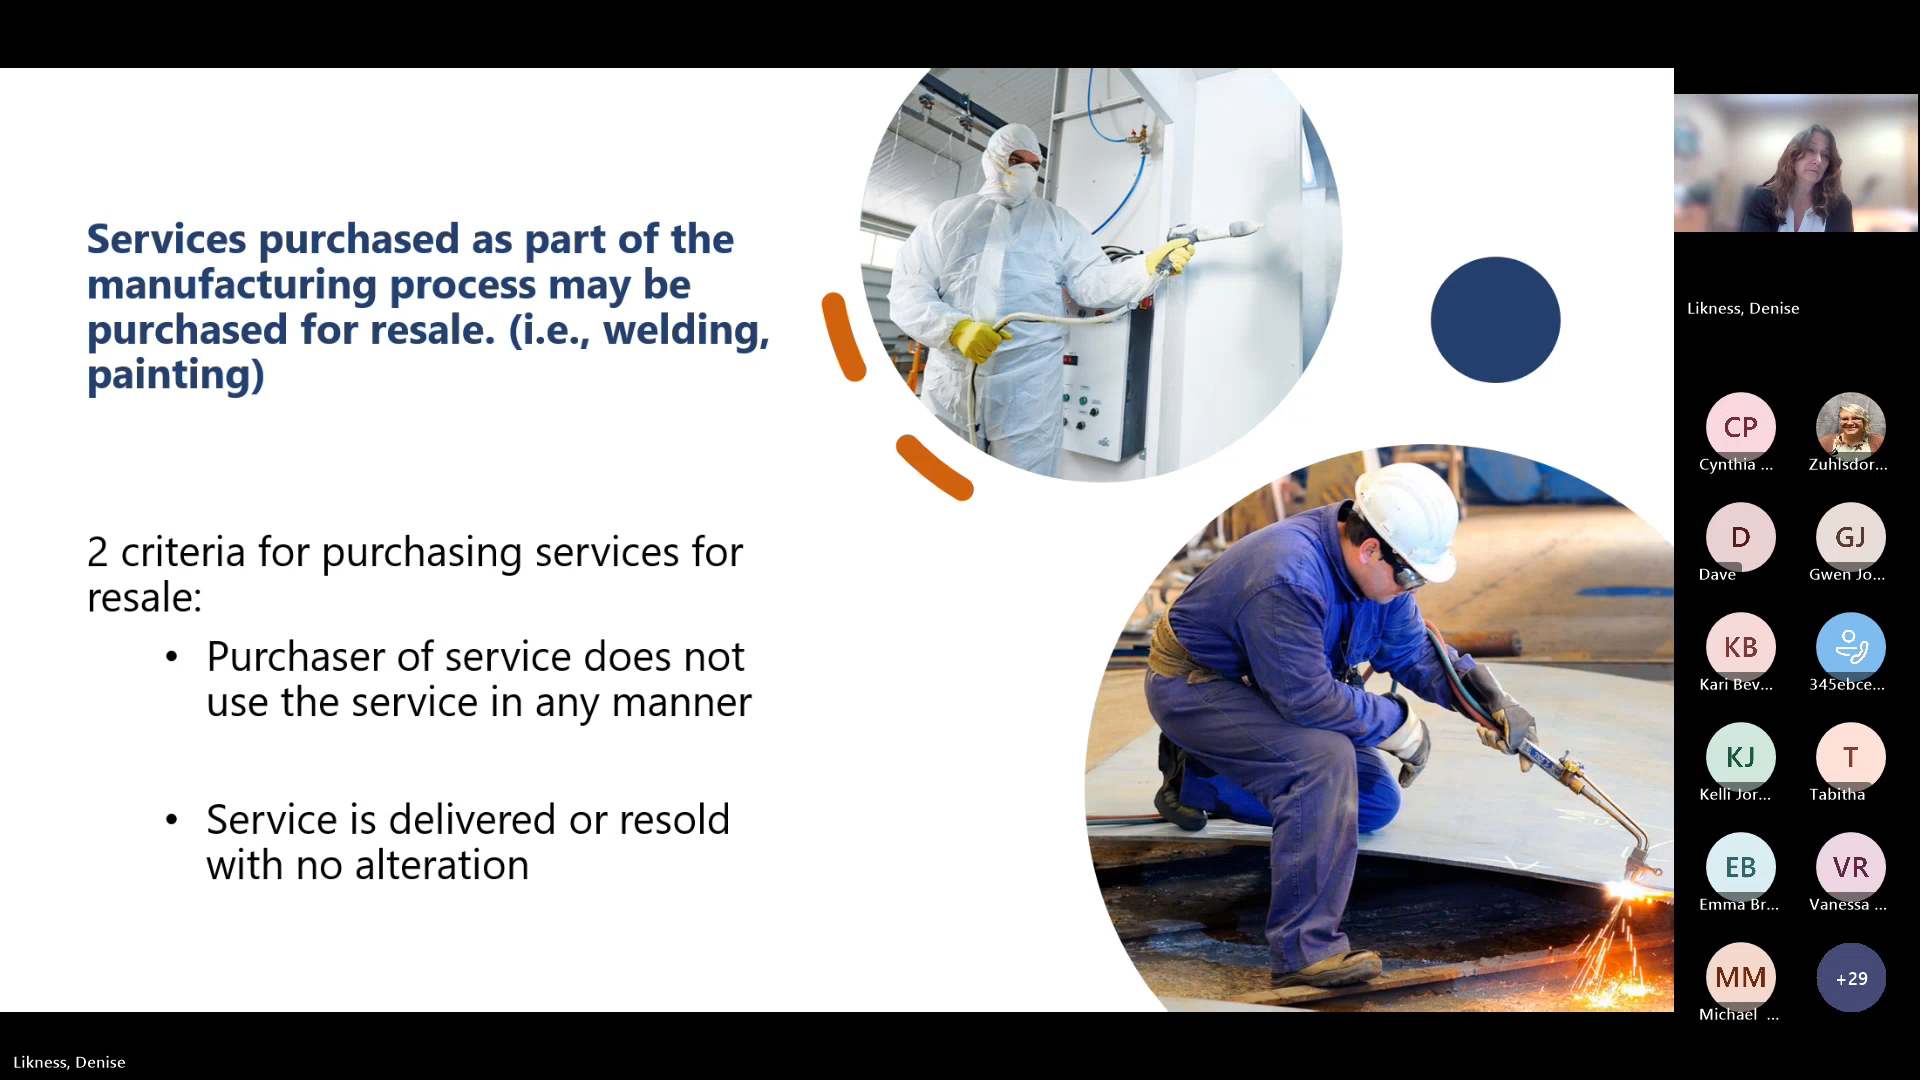 Services purchased as part of the
manufacturing process may be
purchased for resale. (i.e., welding,
painting)
2 criteria for purchasing services for
resale:
• Purchaser of service does not
use the service in any manner
• Service is delivered or resold
with no alteration
Likness, Denise
CP
Cynthia ...
Zuhlsdor...
D
Dave
GJ
Gwen Jo...
KB
Kari Bev...
345ebce...
KJ
Kelli Jor...
T
Tabitha
EB
Emma Br...
VR
Vanessa ...
MM
Michael ...
+29
Likness, Denise